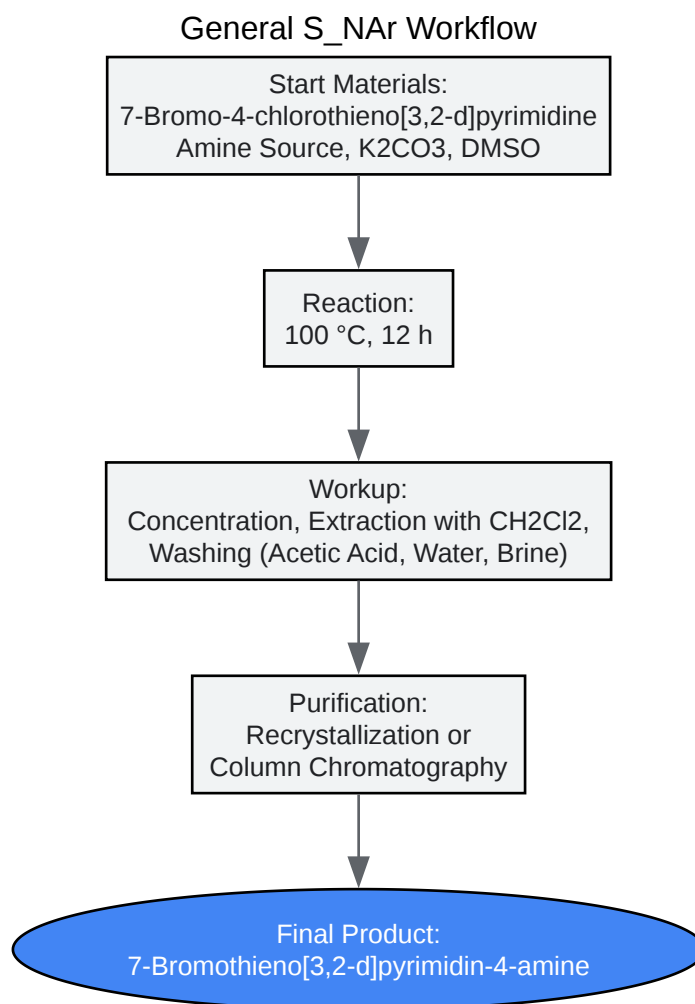 General S_NAr Workflow
Start Materials:
7-Bromo-4-chlorothieno[3,2-d]pyrimidine
Amine Source, K2CO3, DMSO
Reaction:
100 °C, 12 h
Workup:
Concentration, Extraction with CH2Cl2,
Washing (Acetic Acid, Water, Brine)
Purification:
Recrystallization or
Column Chromatography
Final Product:
7-Bromothieno[3,2-d]pyrimidin-4-amine